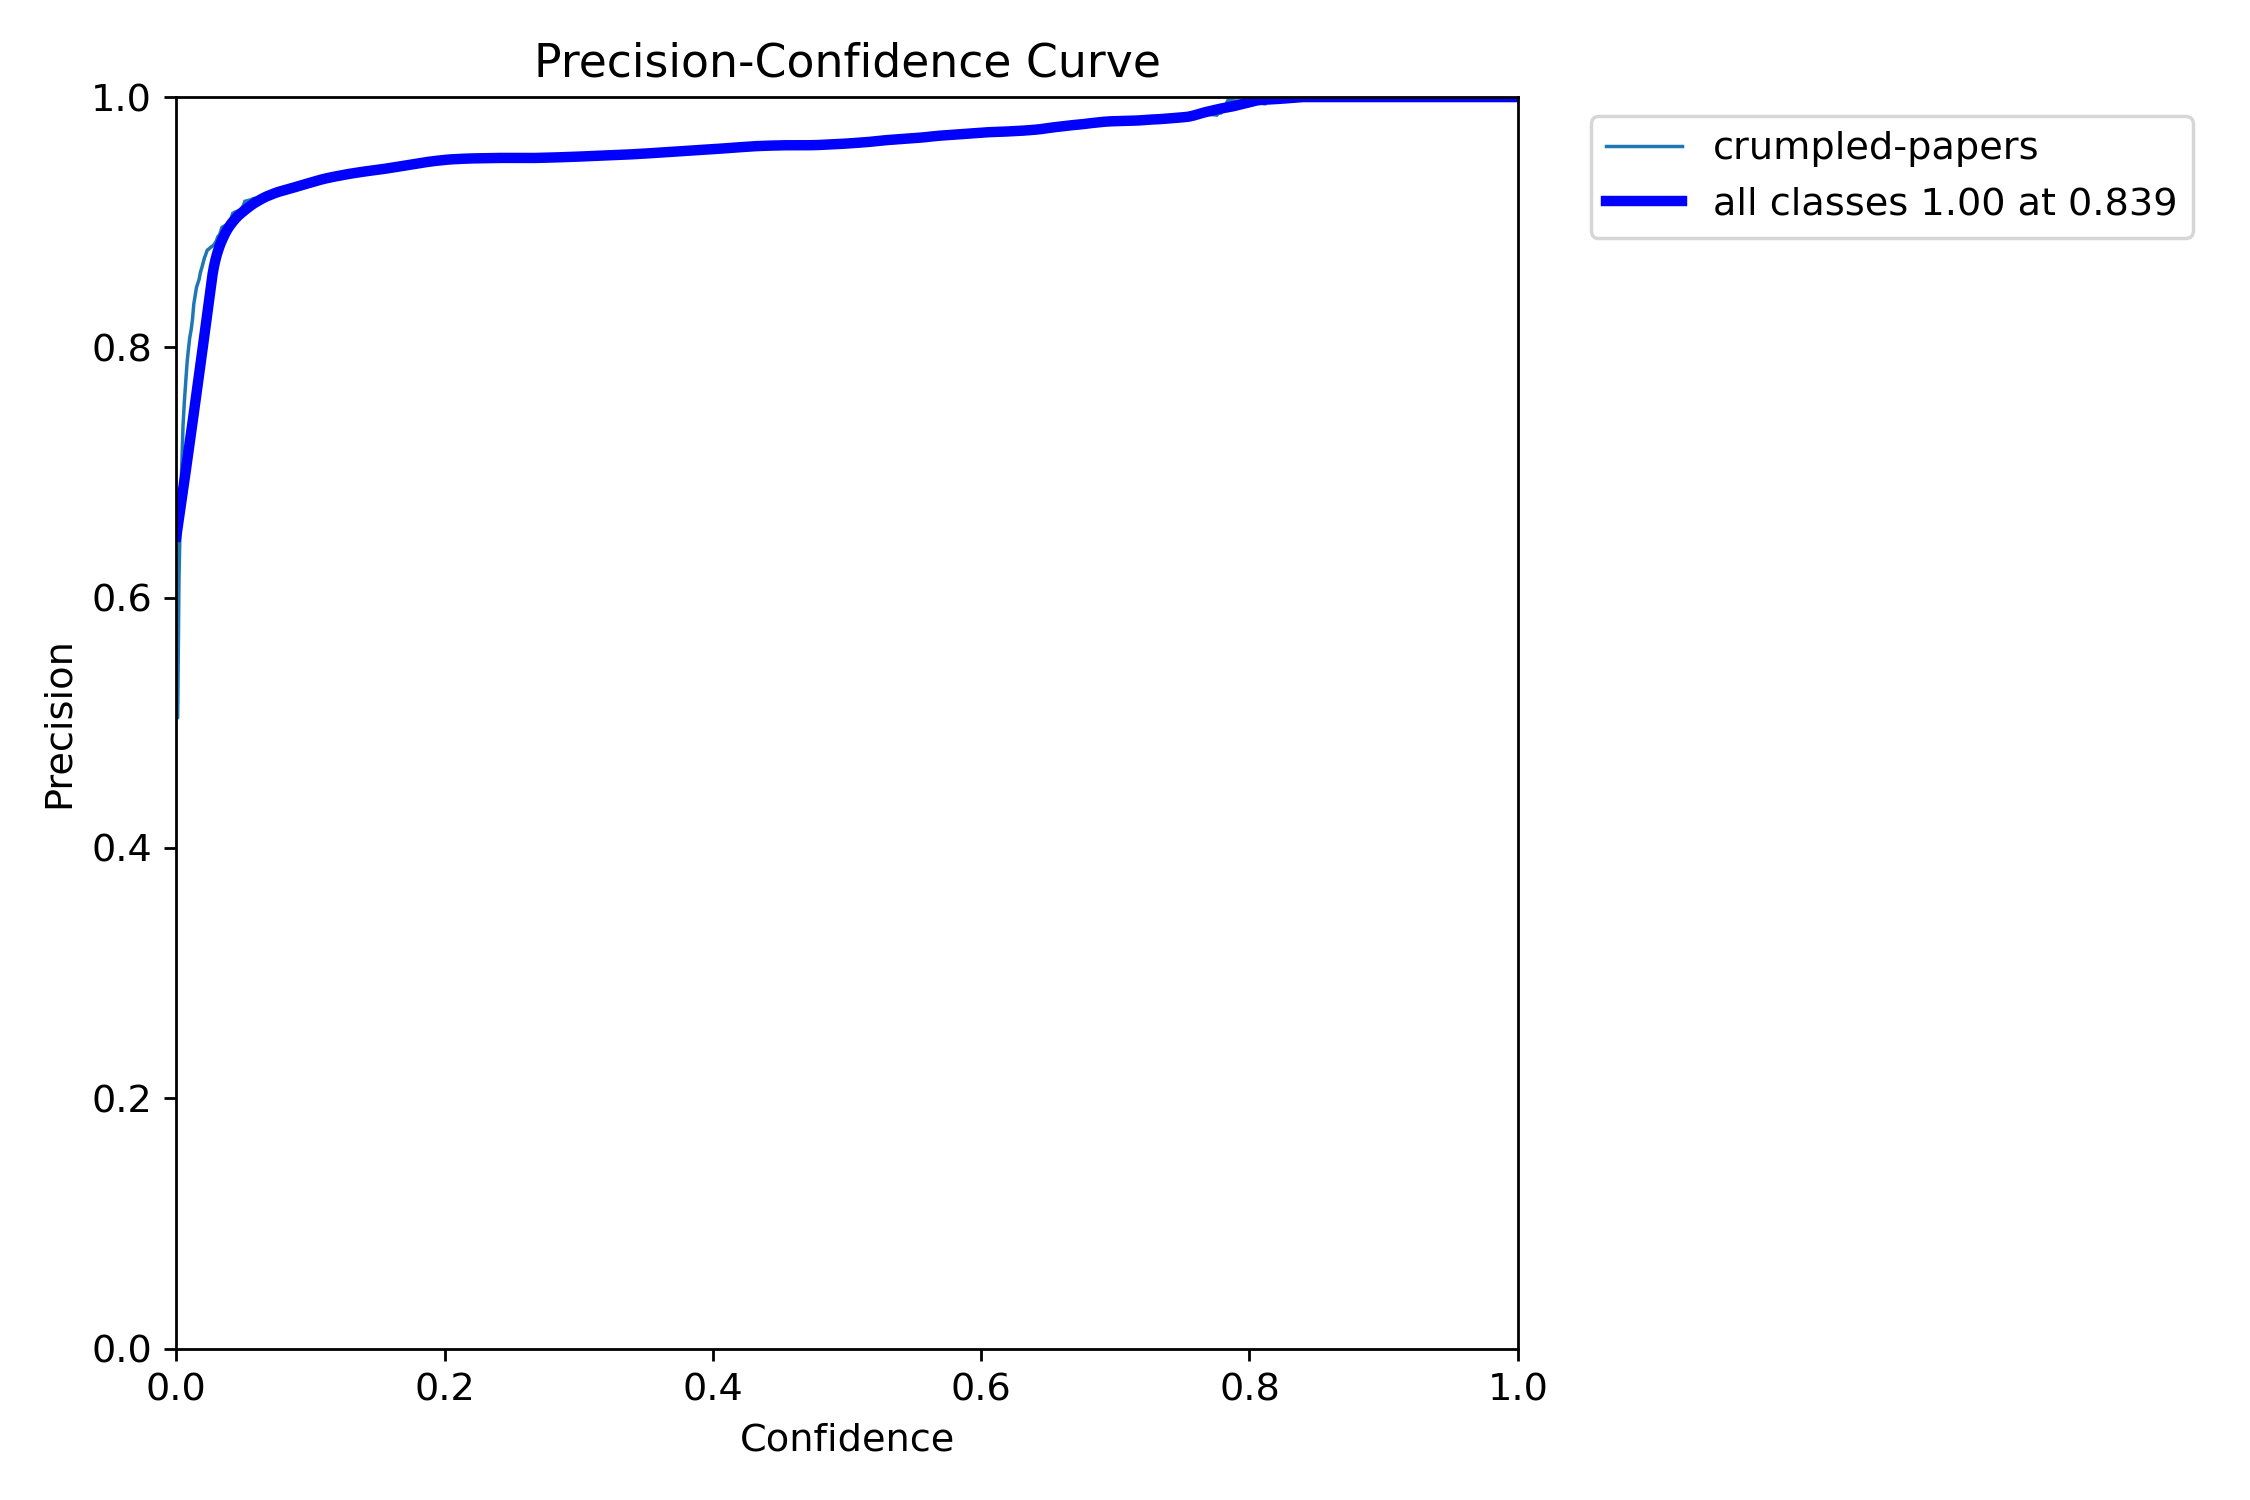 Precision-Confidence Curve
1.0
0.8
0.6
0.4
0.2
0.0
Precision
0.0 0.2 0.4 0.6 0.8 1.0
Confidence
crumpled-papers
all classes 1.00 at 0.839